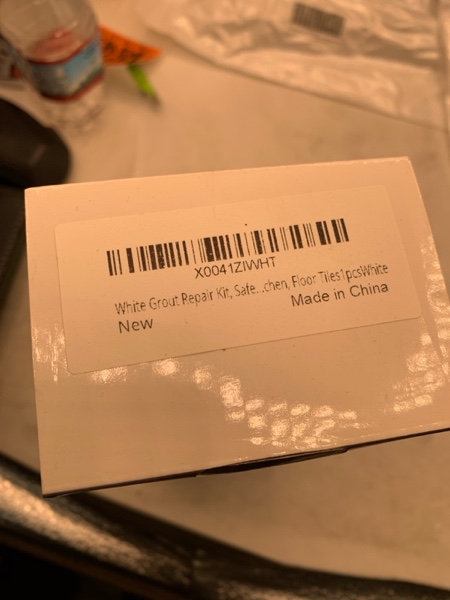 X0041ZIWHT
White Grout Repair Kit, Safe...chen, Floor Tiles1pcsWhite
New
Made in China